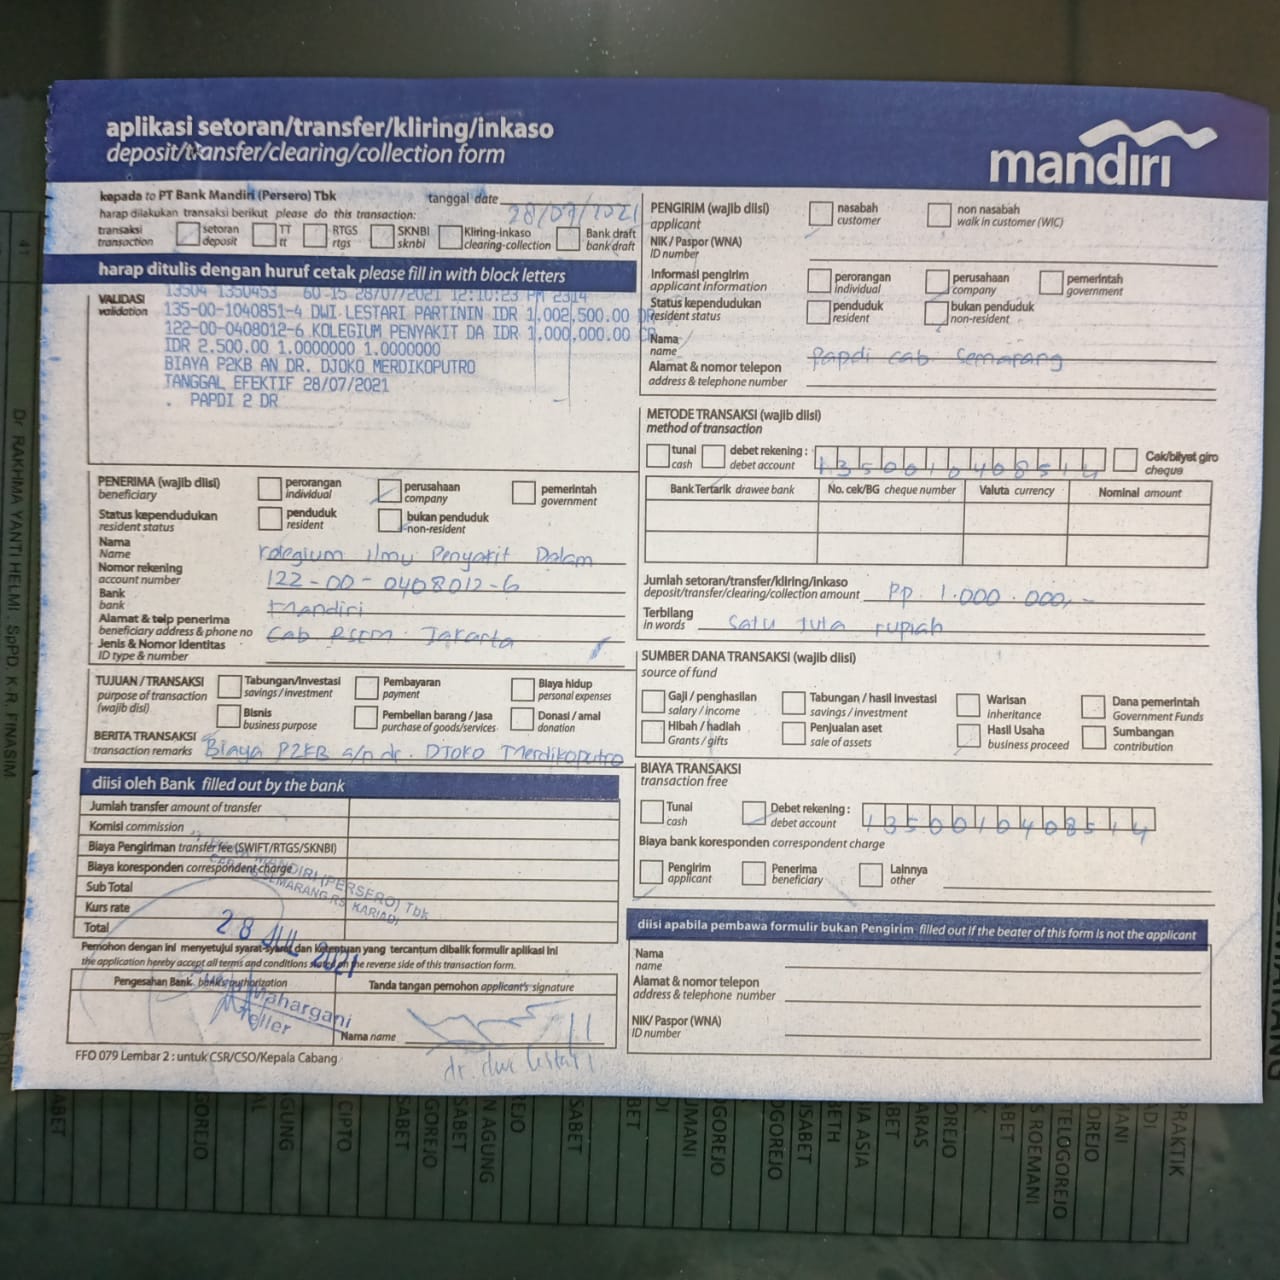 aplikasi setoran/transfer/kliring/inkaso
deposit/transfer/clearing/collection form
mandiri
kepada to PT Bank Mandiri (Persero) Tbk
tanggal date 28/07/2021
harap dilakukan transaksi berikut please do this transaction:
transaksi transaction
setoran deposit
TT tt
RTGS rtgs
SKNBI sknbi
Kliring-inkaso clearing-collection
Bank draft bank draft
harap ditulis dengan huruf cetak please fill in with block letters
VALIDASI
validation
13504 1350453 60-15 28/07/2021 12:10:23 PM 2314
135-00-1040851-4 DWI LESTARI PARTININ IDR 1,002,500.00 DR
122-00-0408012-6 KOLEGIUM PENYAKIT DA IDR 1,000,000.00 CR
IDR 2.500.00 1.0000000 1.0000000
BIAYA P2KB AN DR. DJOKO MERDIKOPUTRO
TANGGAL EFEKTIF 28/07/2021
. PAPDI 2 DR
PENERIMA (wajib diisi)
beneficiary
perorangan individual
perusahaan company
pemerintah government
Status kependudukan
resident status
penduduk resident
bukan penduduk non-resident
Nama
Name
Kolegium Ilmu Penyakit Dalam
Nomor rekening
account number
122-00-0408012-6
Bank
bank
Mandiri
Alamat & telp penerima
beneficiary address & phone no
Cab RSCM Jakarta
Jenis & Nomor Identitas
ID type & number
TUJUAN / TRANSAKSI
purpose of transaction
(wajib disi)
Tabungan/Investasi savings/investment
Pembayaran payment
Biaya hidup personal expenses
Bisnis business purpose
Pembelian barang / jasa purchase of goods/services
Donasi / amal donation
BERITA TRANSAKSI
transaction remarks
Biaya P2KB a/n dr. Djoko Merdikoputro
diisi oleh Bank filled out by the bank
Jumlah transfer amount of transfer
Komisi commission
Biaya Pengiriman transfer fee (SWIFT/RTGS/SKNBI)
Biaya koresponden correspondent charge
Sub Total
Kurs rate
Total
MANDIRI (PERSERO) Tbk
SEMARANG RS. KARIADI
28 JUL 2021
Pemohon dengan ini menyetujui syarat-syarat dan ketentuan yang tercantum dibalik formulir aplikasi ini
the application hereby accept all terms and conditions stated on the reverse side of this transaction form.
Pengesahan Bank bank's authorization
Tanda tangan pemohon applicant's signature
Mahargani
Teller
Nama name
dr. dwi lestari
FFO 079 Lembar 2 : untuk CSR/CSO/Kepala Cabang
PENGIRIM (wajib diisi)
applicant
nasabah customer
non nasabah walk in customer (WIC)
NIK / Paspor (WNA)
ID number
Informasi pengirim
applicant information
perorangan individual
perusahaan company
pemerintah government
Status kependudukan
resident status
penduduk resident
bukan penduduk non-resident
Nama
name
Papdi cab Semarang
Alamat & nomor telepon
address & telephone number
METODE TRANSAKSI (wajib diisi)
method of transaction
tunai cash
debet rekening : debet account
1350010408514
Cek/bilyet giro cheque
Bank Tertarik drawee bank
No. cek/BG cheque number
Valuta currency
Nominal amount
Jumlah setoran/transfer/kliring/inkaso
deposit/transfer/clearing/collection amount
Rp. 1.000.000,-
Terbilang
In words
Satu juta rupiah
SUMBER DANA TRANSAKSI (wajib diisi)
source of fund
Gaji / penghasilan salary / income
Tabungan / hasil investasi savings / investment
Warisan inheritance
Dana pemerintah Government Funds
Hibah / hadiah Grants / gifts
Penjualan aset sale of assets
Hasil Usaha business proceed
Sumbangan contribution
BIAYA TRANSAKSI
transaction free
Tunai cash
Debet rekening : debet account
1350010408514
Biaya bank koresponden correspondent charge
Pengirim applicant
Penerima beneficiary
Lainnya other
diisi apabila pembawa formulir bukan Pengirim filled out if the beater of this form is not the applicant
Nama
name
Alamat & nomor telepon
address & telephone number
NIK/ Paspor (WNA)
ID number
Dr RAKHMA YANTI HELMI . SpPD. K-R. FINASIM